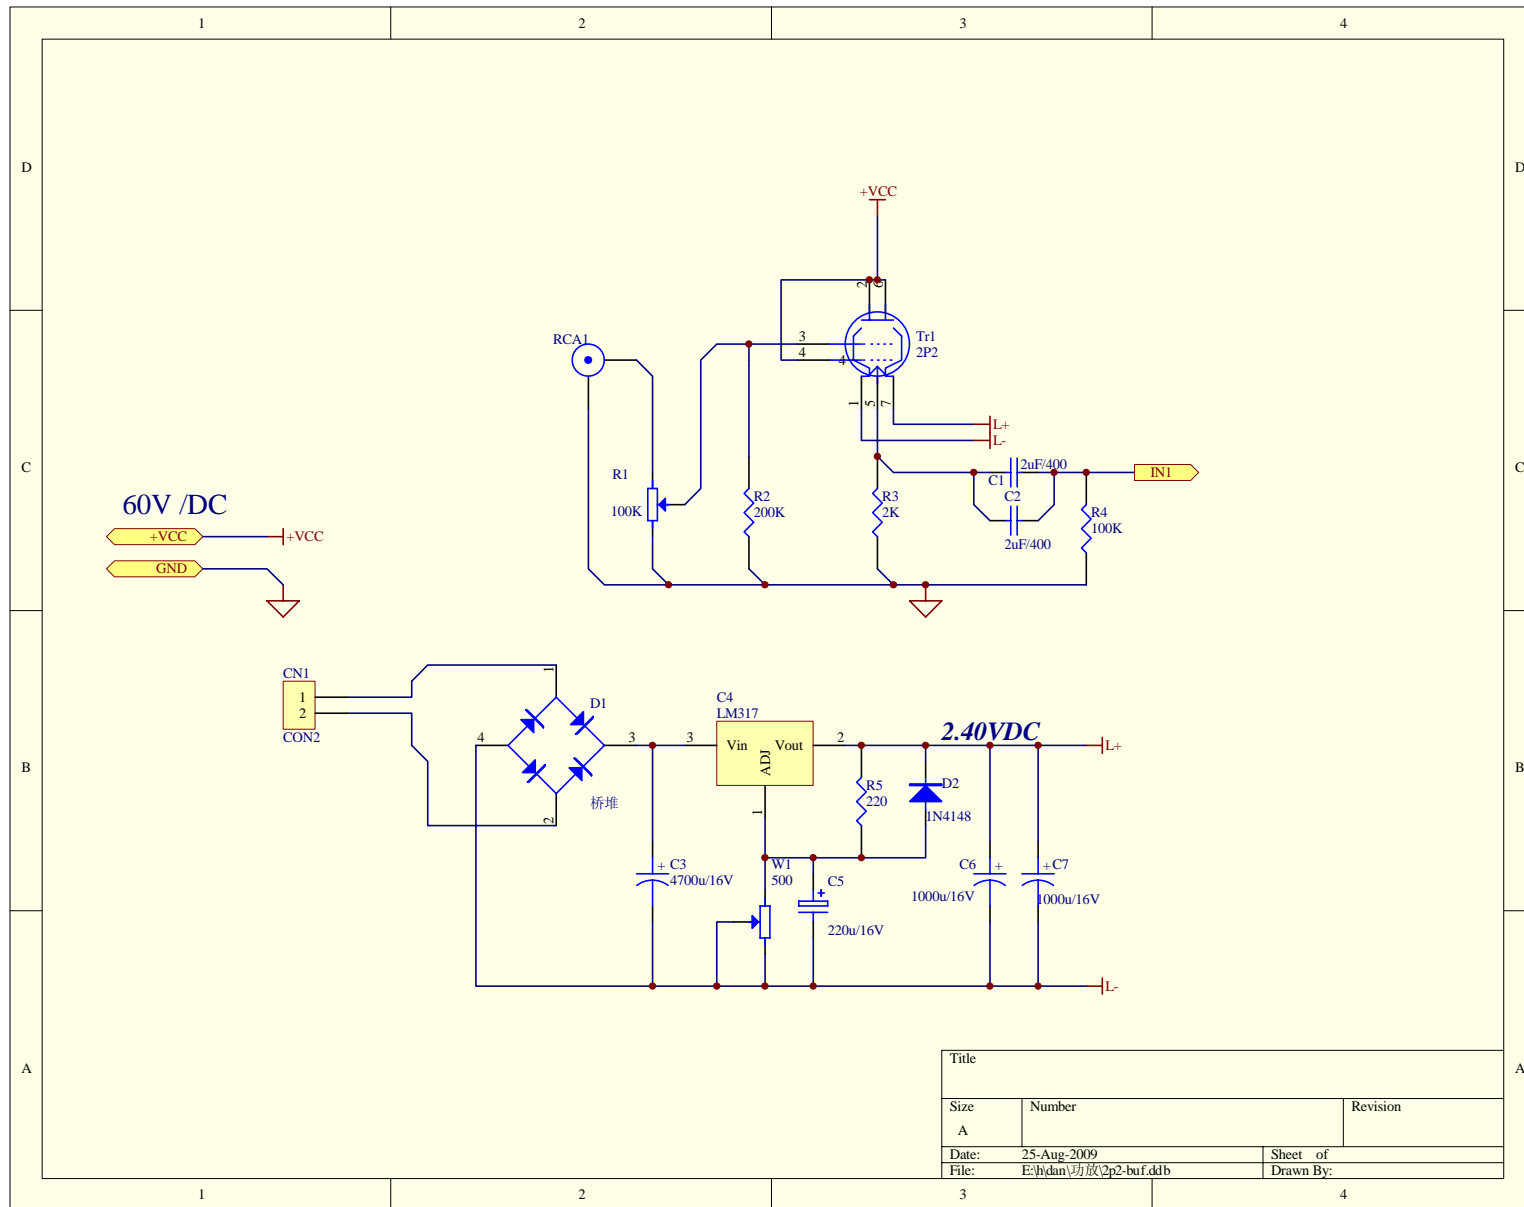 1 2 3 4
D D
+VCC
2 6
RCA1
3
4
4
Tr1
2P2
1 5 7
L+
L-
C C
R1
100K
R2
200K
R3
2K
2uF/400
C1
C2
2uF/400
R4
100K
IN1
60V /DC
+VCC +VCC
GND
CN1
1
2
CON2
1
D1
4 3
2
桥堆
C4
LM317
3 Vin Vout 2
ADJ
1
2.40VDC
L+
B B
R5
220
D2
1N4148
+ C3
4700u/16V
W1
500
C5
+
220u/16V
C6 +
1000u/16V
+ C7
1000u/16V
L-
A A
Title
Size Number Revision
A
Date: 25-Aug-2009 Sheet of
File: E:\h\dan\功放\2p2-buf.ddb Drawn By:
1 2 3 4